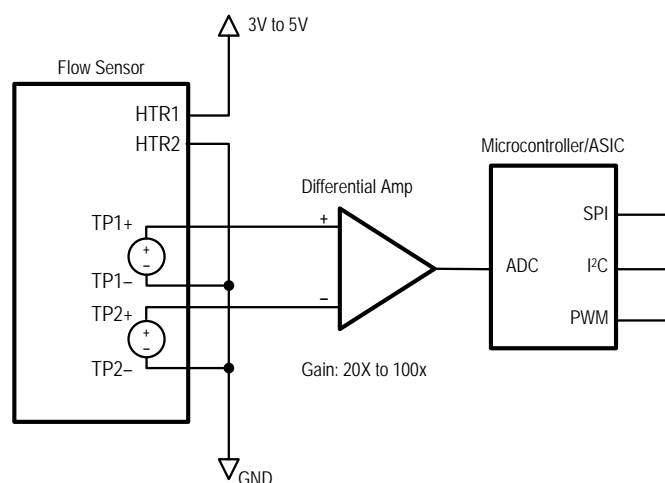 3V to 5V
Flow Sensor
HTR1
HTR2
Microcontroller/ASIC
Differential Amp
SPI
TP1+
+
+
−
ADC
I²C
TP1−
TP2+
−
+
−
PWM
TP2−
Gain: 20X to 100x
GND